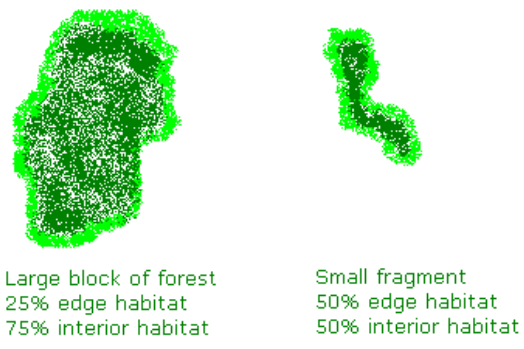 Large block of forest
25% edge habitat
75% interior habitat
Small fragment
50% edge habitat
50% interior habitat